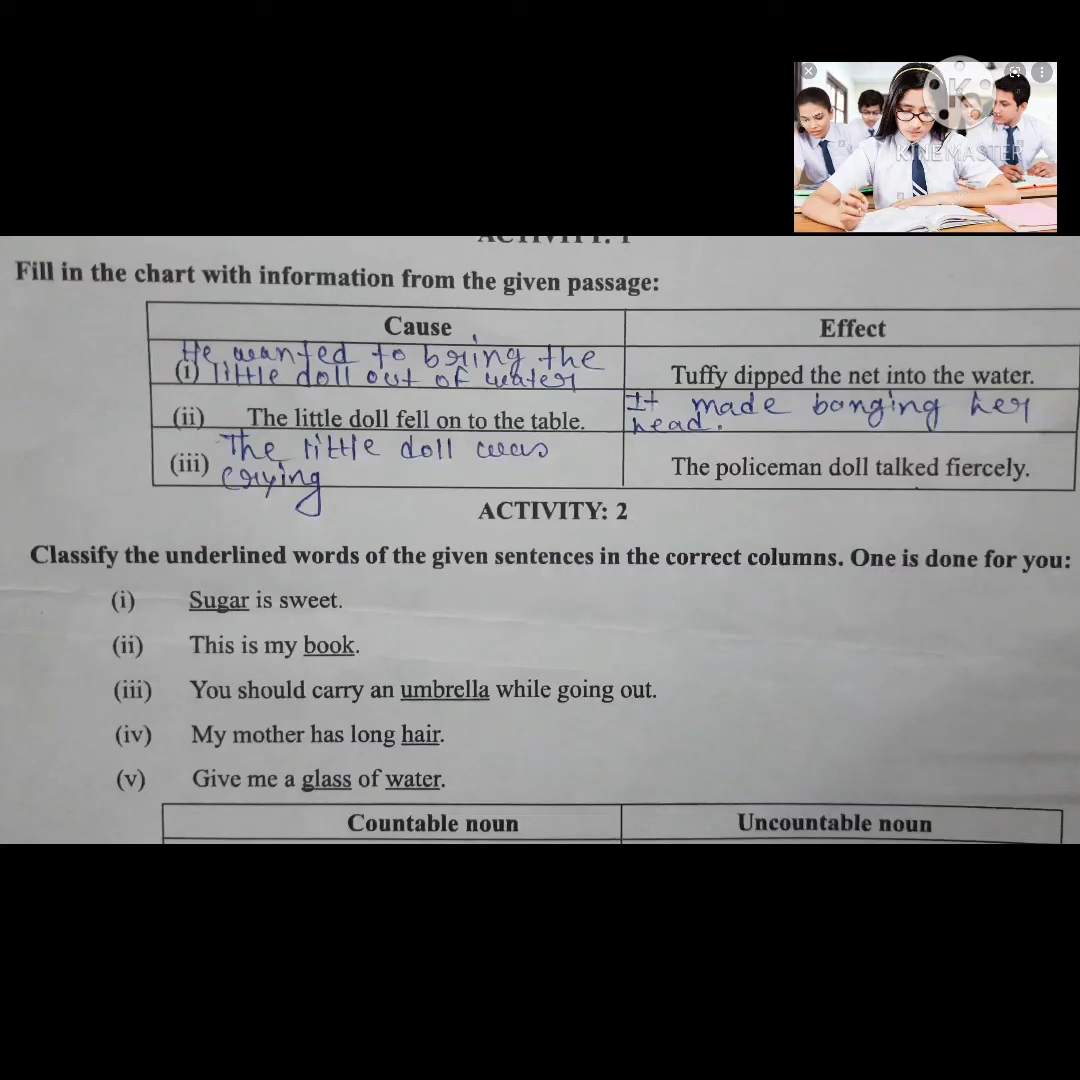 KINEMASTER
ACTIVITY: 1
Fill in the chart with information from the given passage:
Cause Effect
He wanted to bring the
(i) little doll out of water Tuffy dipped the net into the water.
(ii) The little doll fell on to the table. It made banging her
head.
The little doll was
(iii) crying The policeman doll talked fiercely.
ACTIVITY: 2
Classify the underlined words of the given sentences in the correct columns. One is done for you:
(i) Sugar is sweet.
(ii) This is my book.
(iii) You should carry an umbrella while going out.
(iv) My mother has long hair.
(v) Give me a glass of water.
Countable noun Uncountable noun